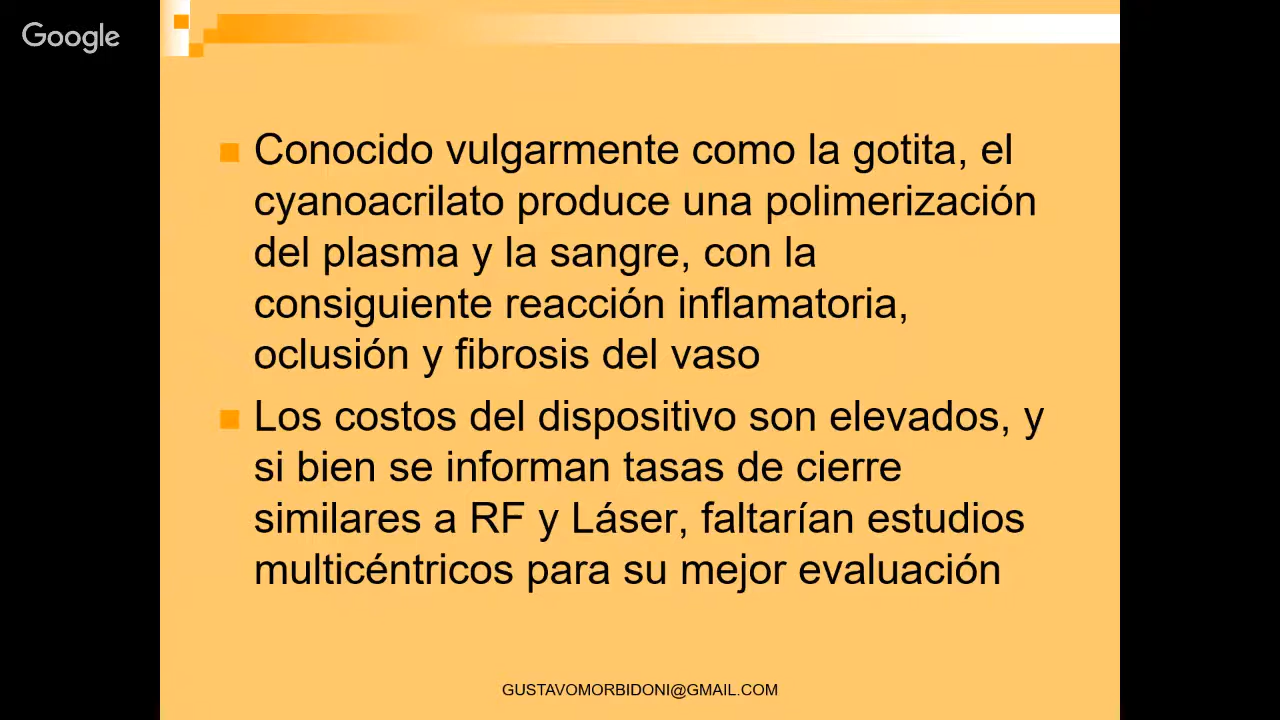 Google
Conocido vulgarmente como la gotita, el
cyanoacrilato produce una polimerización
del plasma y la sangre, con la
consiguiente reacción inflamatoria,
oclusión y fibrosis del vaso
Los costos del dispositivo son elevados, y
si bien se informan tasas de cierre
similares a RF y Láser, faltarían estudios
multicéntricos para su mejor evaluación
GUSTAVOMORBIDONI@GMAIL.COM